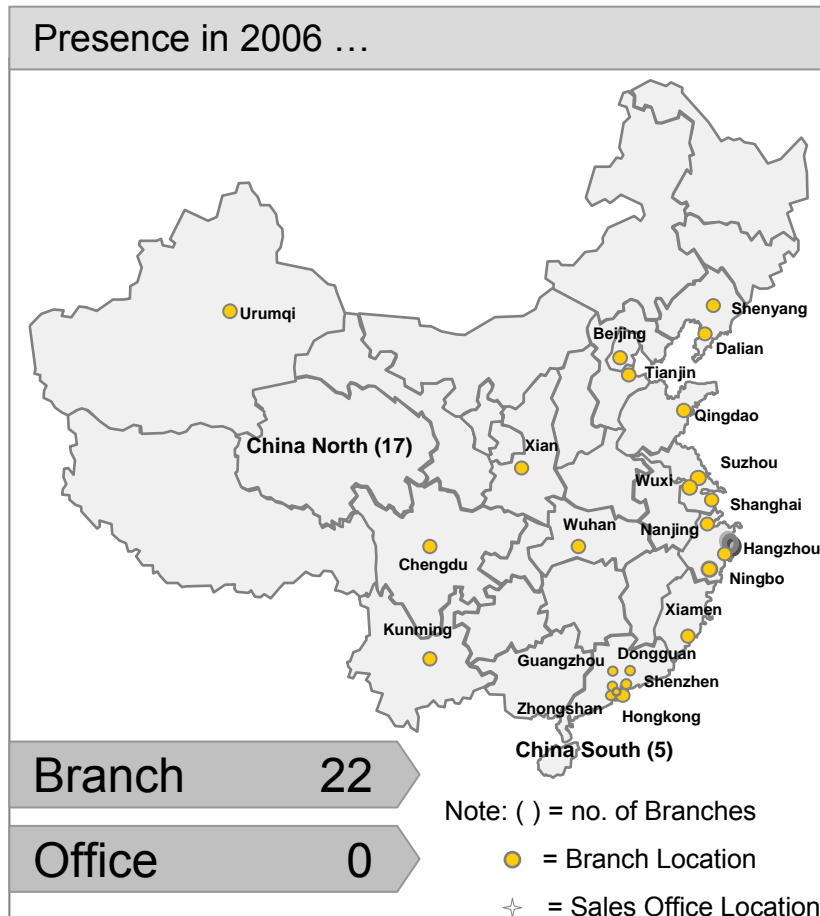 Presence in 2006 …
Urumqi
Shenyang
Beijing
Dalian
Tianjin
Qingdao
China North (17)
Xian
Suzhou
Wuxi
Shanghai
Wuhan
Nanjing
Hangzhou
Chengdu
Ningbo
Xiamen
Kunming
Guangzhou
Dongguan
Shenzhen
Zhongshan
Hongkong
China South (5)
Branch 22
Note: ( ) = no. of Branches
Office 0
= Branch Location
= Sales Office Location